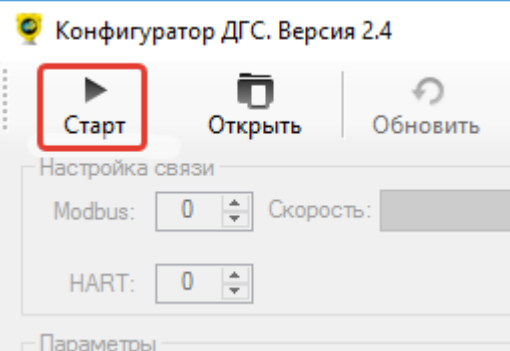 Конфигуратор ДГС. Версия 2.4
Старт Открыть Обновить
Настройка связи
Modbus: 0 Скорость:
HART: 0
Параметры